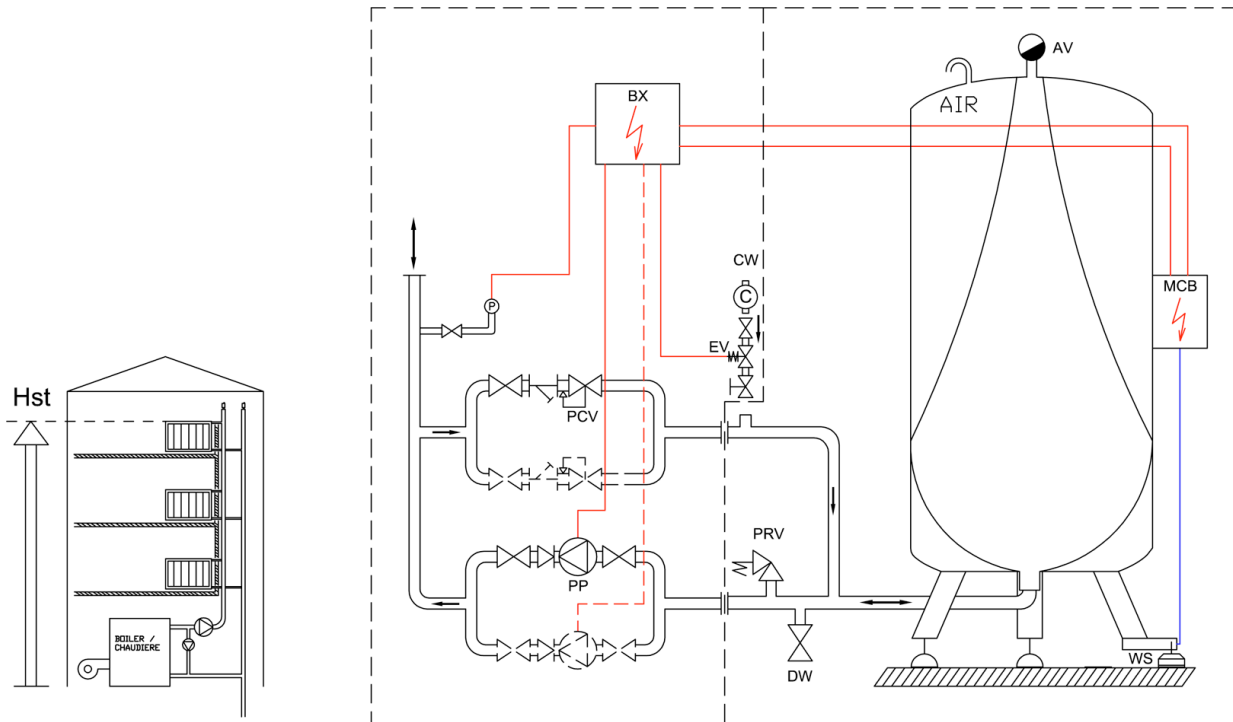 Hst
BOILER /
CHAUDIERE
BX
P
CW
C
EV
PCV
PP
PRV
DW
AV
AIR
MCB
WS